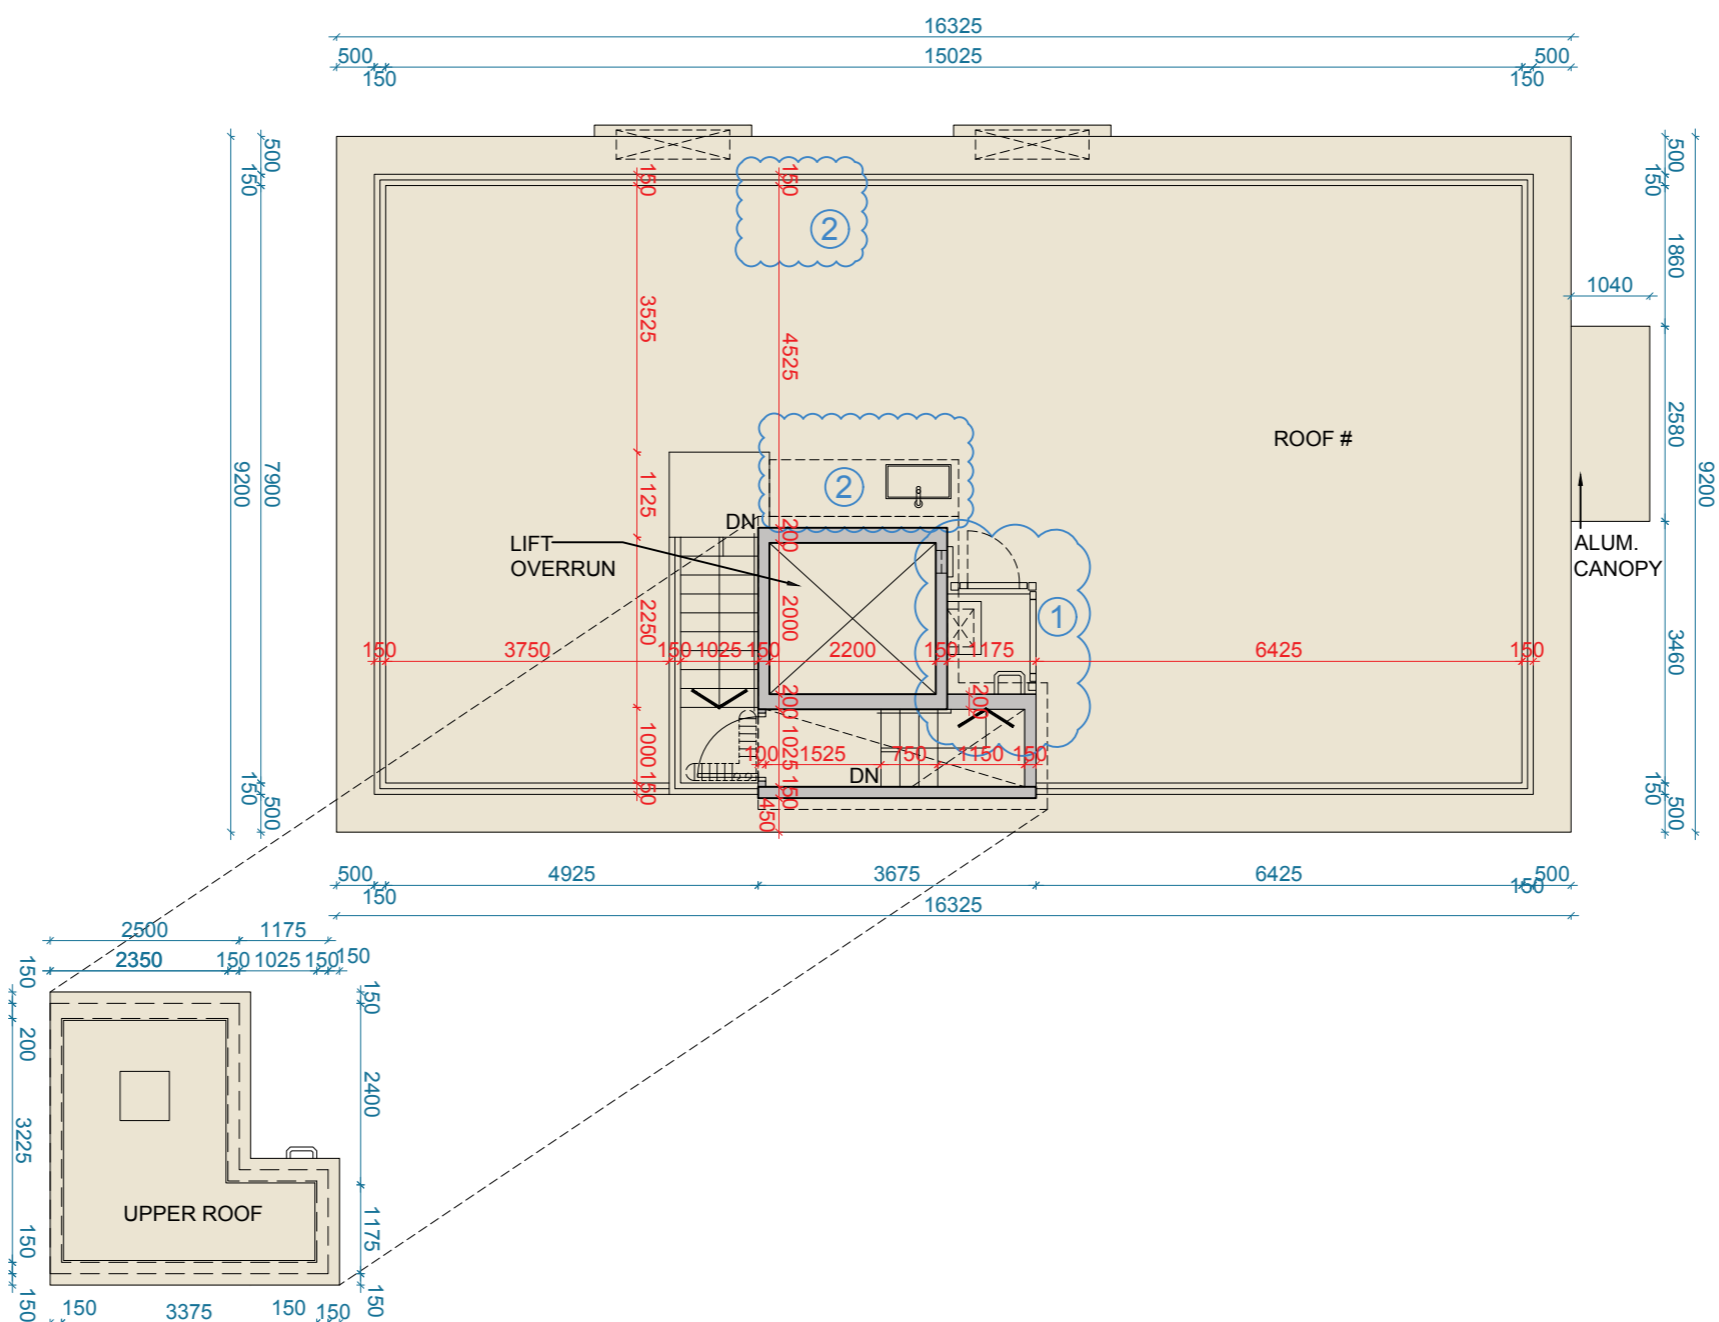 16325
500 15025 500
150 150
500 150 150 500
150 150
2
1860
1040
3525
4525
2580
ROOF #
9200 7900 1125 2 9200
DN 200
LIFT
OVERRUN
ALUM.
CANOPY
2250 2000 1
150 3750 150 1025 150 2200 150 1175 6425 150
3460
200 200
1000 1025
100 1525 750 1150 150
DN
150 150 150 150
500 450 500
500 4925 3675 6425 150 500
150
16325
2500 1175
2350 150 1025 150 150
150 150
200
2400
3225
UPPER ROOF
1175
150
150 150
150 3375 150 150